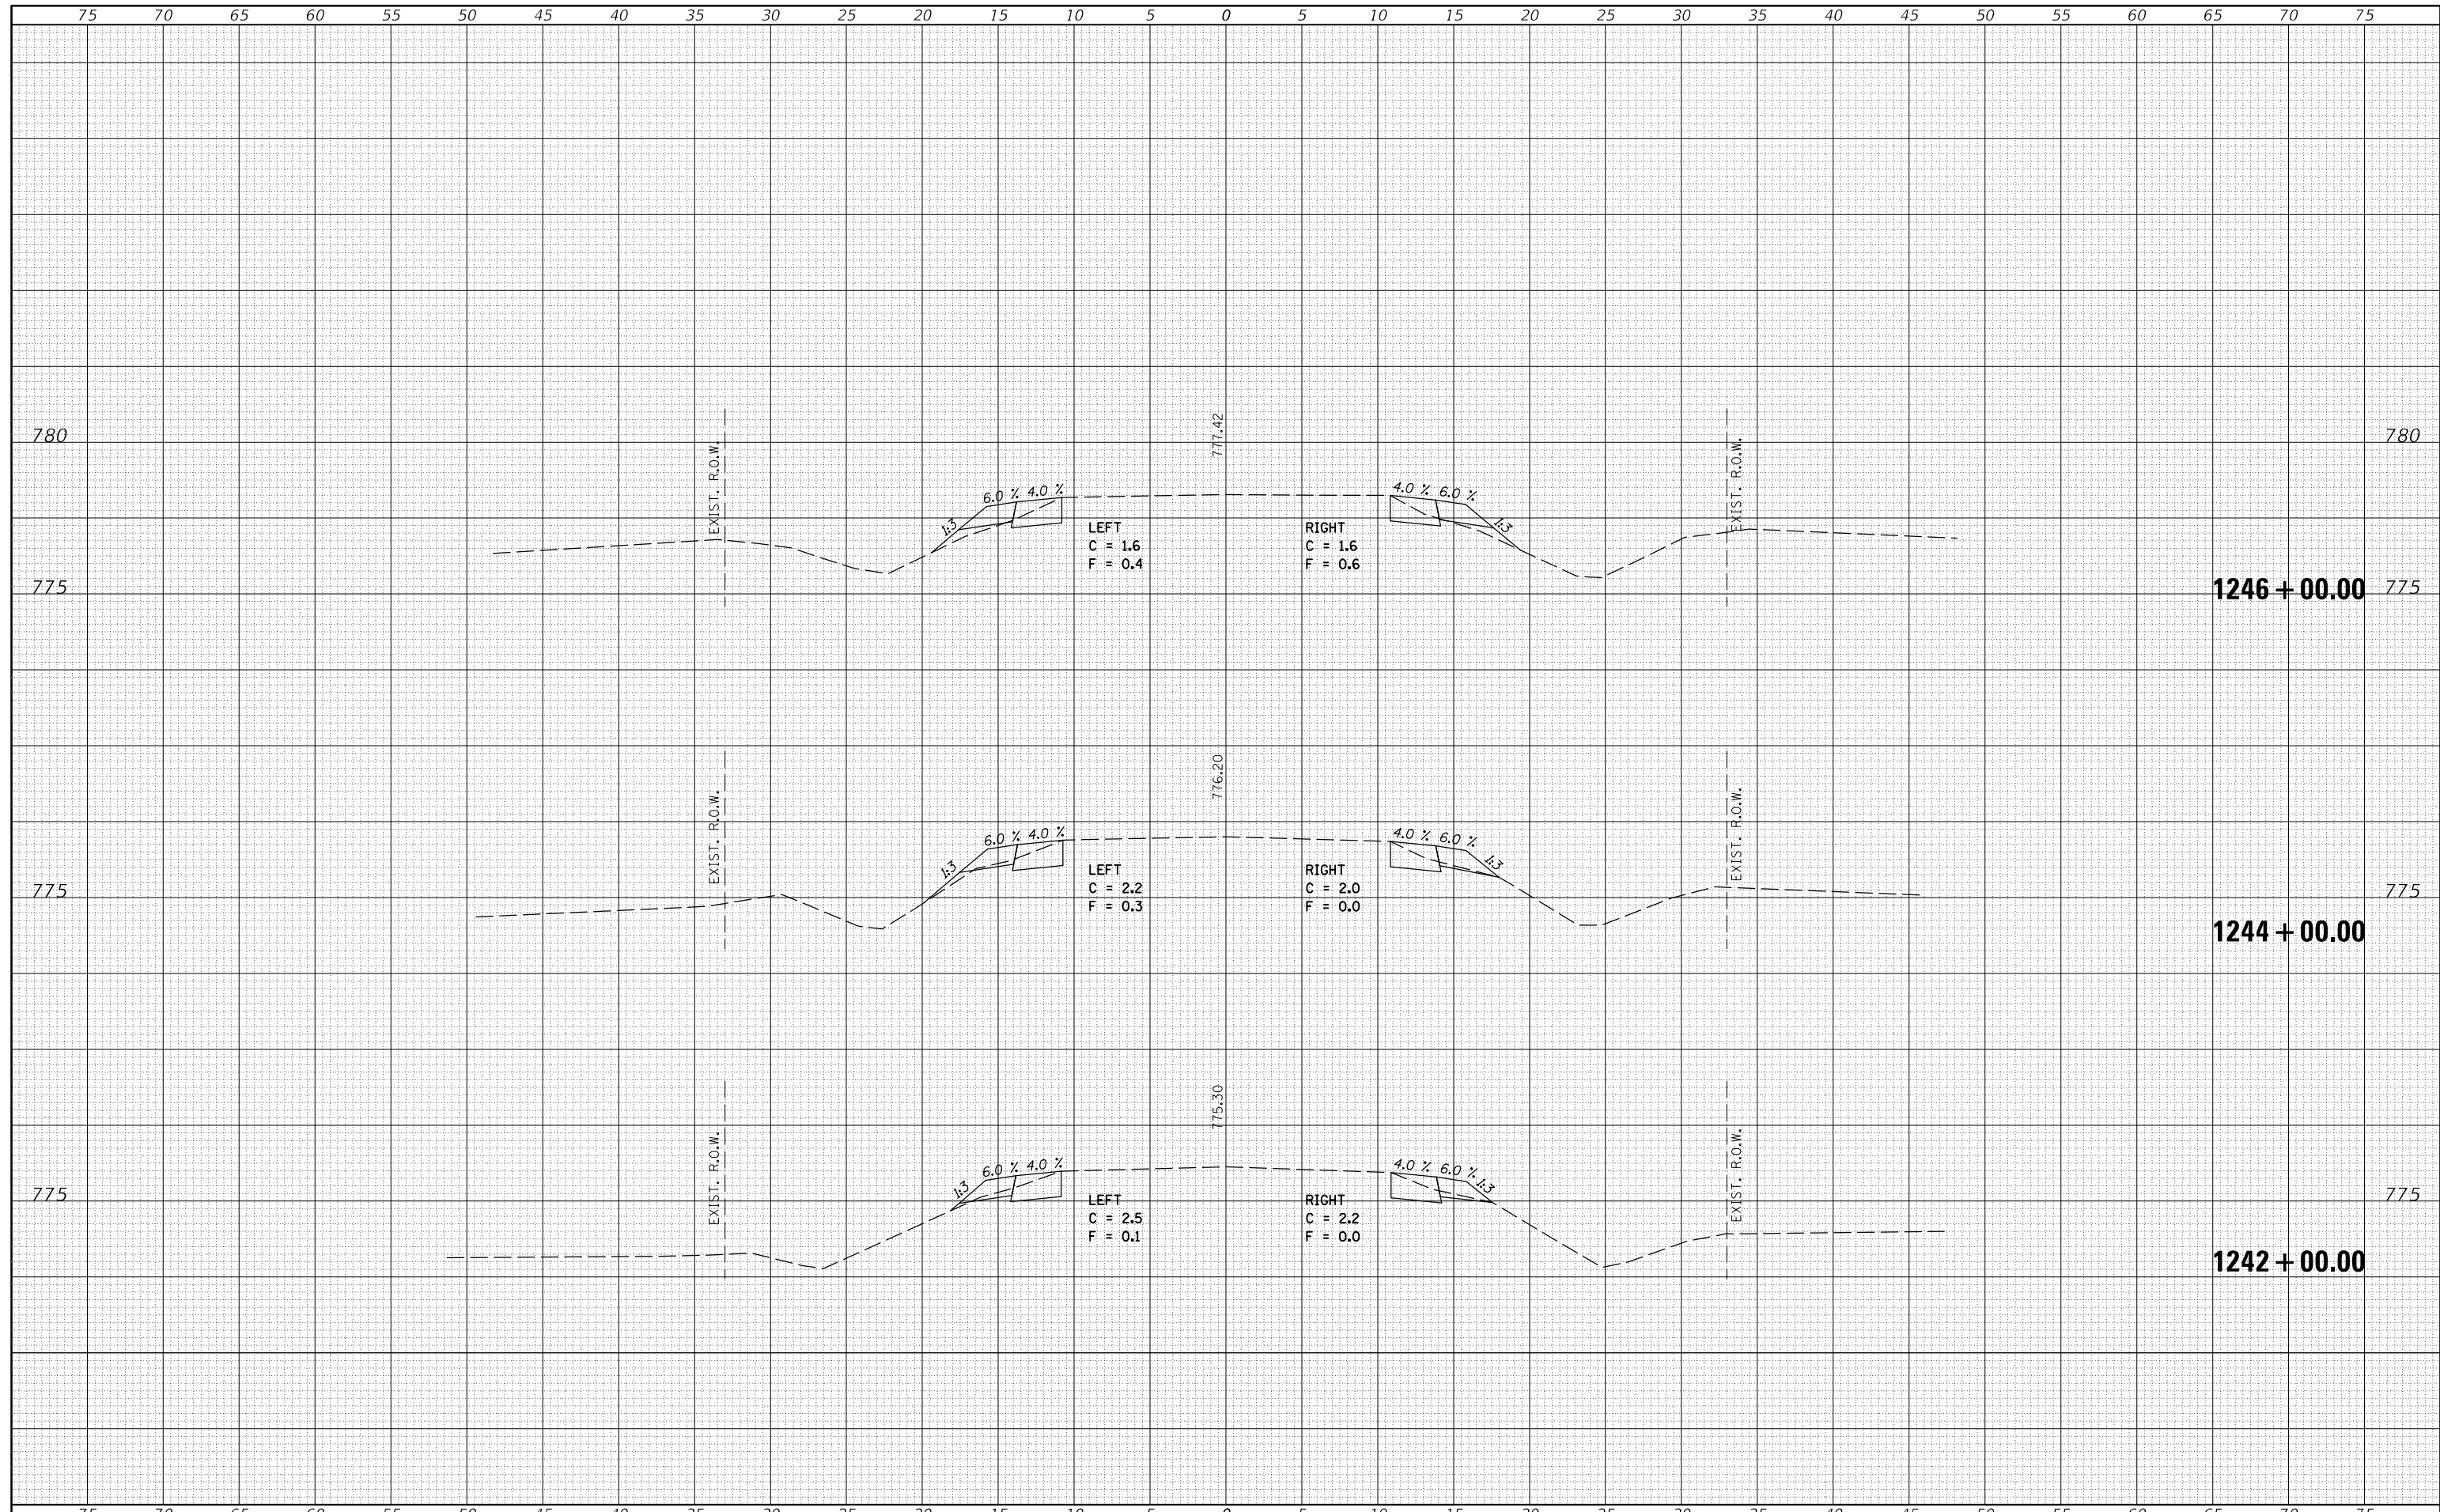 75 70 65 60 55 50 45 40 35 30 25 20 15 10 5 0 5 10 15 20 25 30 35 40 45 50 55 60 65 70 75
777.42
780 EXIST. R.O.W. EXIST. R.O.W. 780
1:3 6.0 % 4.0 % 4.0 % 6.0 % 1:3
LEFT RIGHT
C = 1.6 C = 1.6
F = 0.4 F = 0.6
775 1246 + 00.00 775
776.20
EXIST. R.O.W. EXIST. R.O.W.
1:3 6.0 % 4.0 % 4.0 % 6.0 % 1:3
LEFT RIGHT
C = 2.2 C = 2.0
F = 0.3 F = 0.0
775 775
1244 + 00.00
775.30
EXIST. R.O.W. EXIST. R.O.W.
1:3 6.0 % 4.0 % 4.0 % 6.0 % 1:3
775 LEFT RIGHT 775
C = 2.5 C = 2.2
F = 0.1 F = 0.0
1242 + 00.00
75 70 65 60 55 50 45 40 35 30 25 20 15 10 5 0 5 10 15 20 25 30 35 40 45 50 55 60 65 70 75